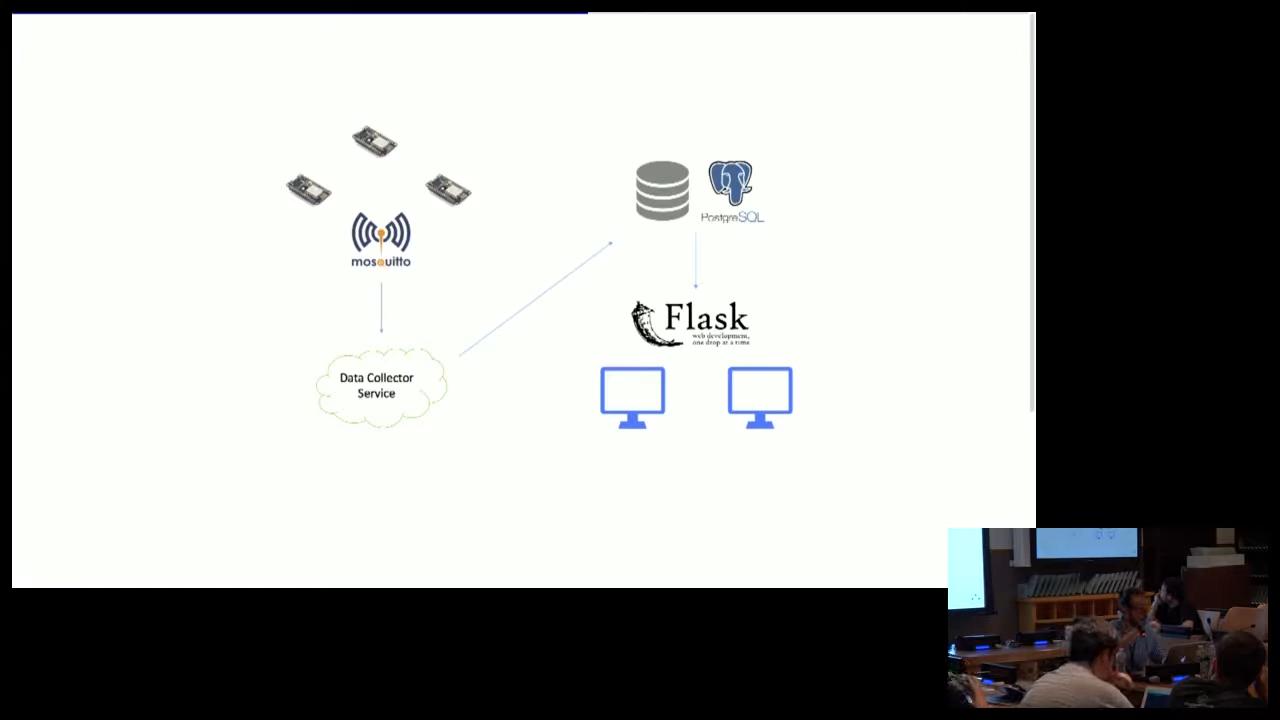 mosquitto
Data Collector
Service
PostgreSQL
Flask
web development,
one drop at a time